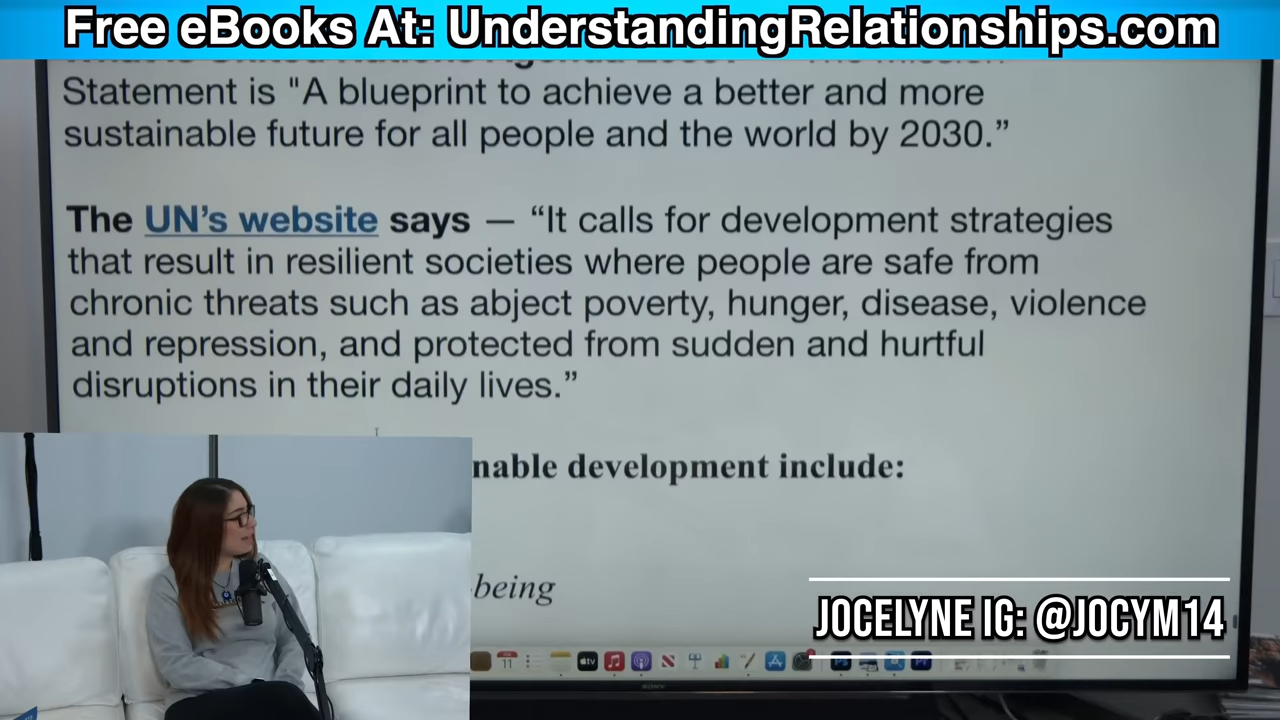 Free eBooks At: UnderstandingRelationships.com
Statement is "A blueprint to achieve a better and more
sustainable future for all people and the world by 2030.”
The UN’s website says — “It calls for development strategies
that result in resilient societies where people are safe from
chronic threats such as abject poverty, hunger, disease, violence
and repression, and protected from sudden and hurtful
disruptions in their daily lives.”
nable development include:
-being
JOCELYNE IG: @JOCYM14
11
tv
SONY